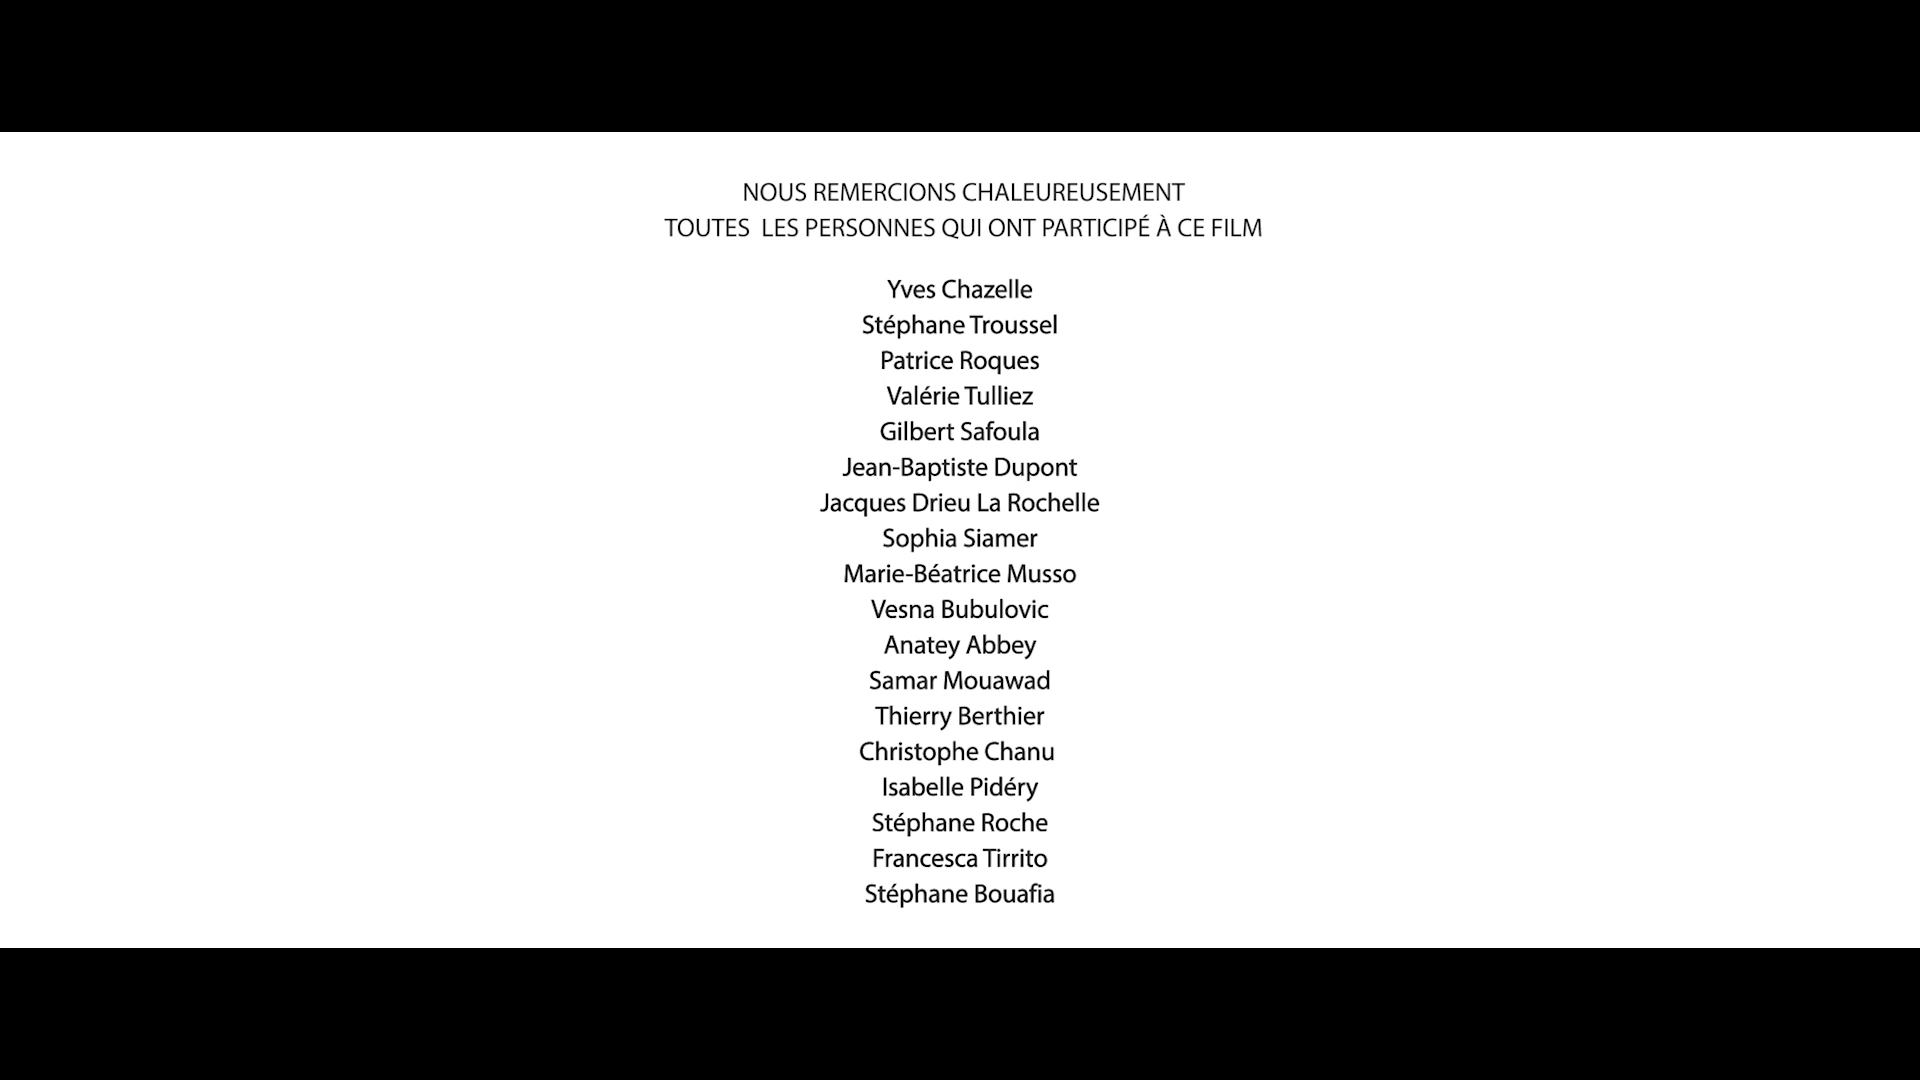 NOUS REMERCIONS CHALEUREUSEMENT
TOUTES  LES PERSONNES QUI ONT PARTICIPÉ À CE FILM
Yves Chazelle
Stéphane Troussel
Patrice Roques
Valérie Tulliez
Gilbert Safoula
Jean-Baptiste Dupont
Jacques Drieu La Rochelle
Sophia Siamer
Marie-Béatrice Musso
Vesna Bubulovic
Anatey Abbey
Samar Mouawad
Thierry Berthier
Christophe Chanu
Isabelle Pidéry
Stéphane Roche
Francesca Tirrito
Stéphane Bouafia